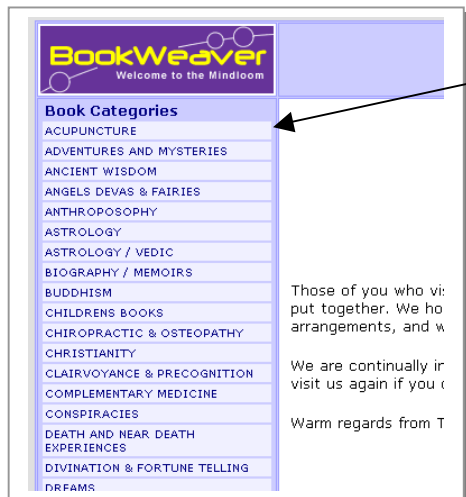 BookWeaver
Welcome to the Mindloom
Book Categories
ACUPUNCTURE
ADVENTURES AND MYSTERIES
ANCIENT WISDOM
ANGELS DEVAS & FAIRIES
ANTHROPOSOPHY
ASTROLOGY
ASTROLOGY / VEDIC
BIOGRAPHY / MEMOIRS
BUDDHISM
CHILDRENS BOOKS
CHIROPRACTIC & OSTEOPATHY
CHRISTIANITY
CLAIRVOYANCE & PRECOGNITION
COMPLEMENTARY MEDICINE
CONSPIRACIES
DEATH AND NEAR DEATH
EXPERIENCES
DIVINATION & FORTUNE TELLING
DREAMS
Those of you who
put together. We
arrangements, and
We are continually
visit us again if you
Warm regards from